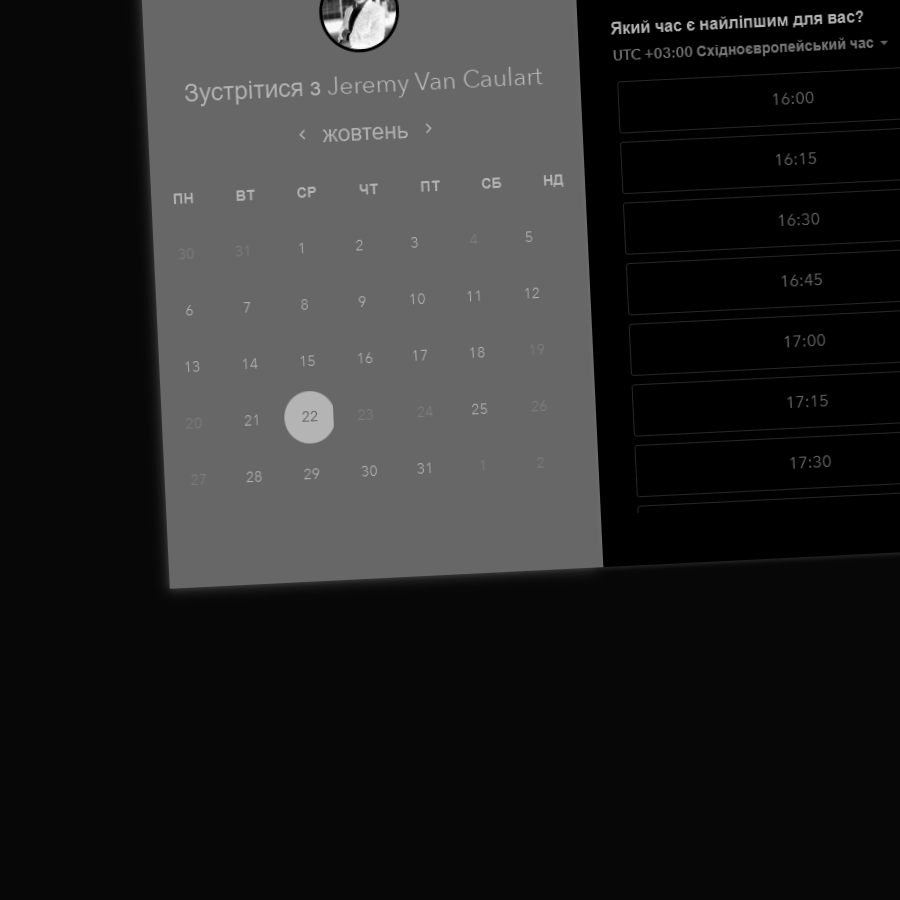 Зустрітися з Jeremy Van Caulart
‹ жовтень ›
ПН ВТ СР ЧТ ПТ СБ НД
30 31 1 2 3 4 5
6 7 8 9 10 11 12
13 14 15 16 17 18 19
20 21 22 23 24 25 26
27 28 29 30 31 1 2
Який час є найліпшим для вас?
UTC +03:00 Східноєвропейський час
16:00
16:15
16:30
16:45
17:00
17:15
17:30